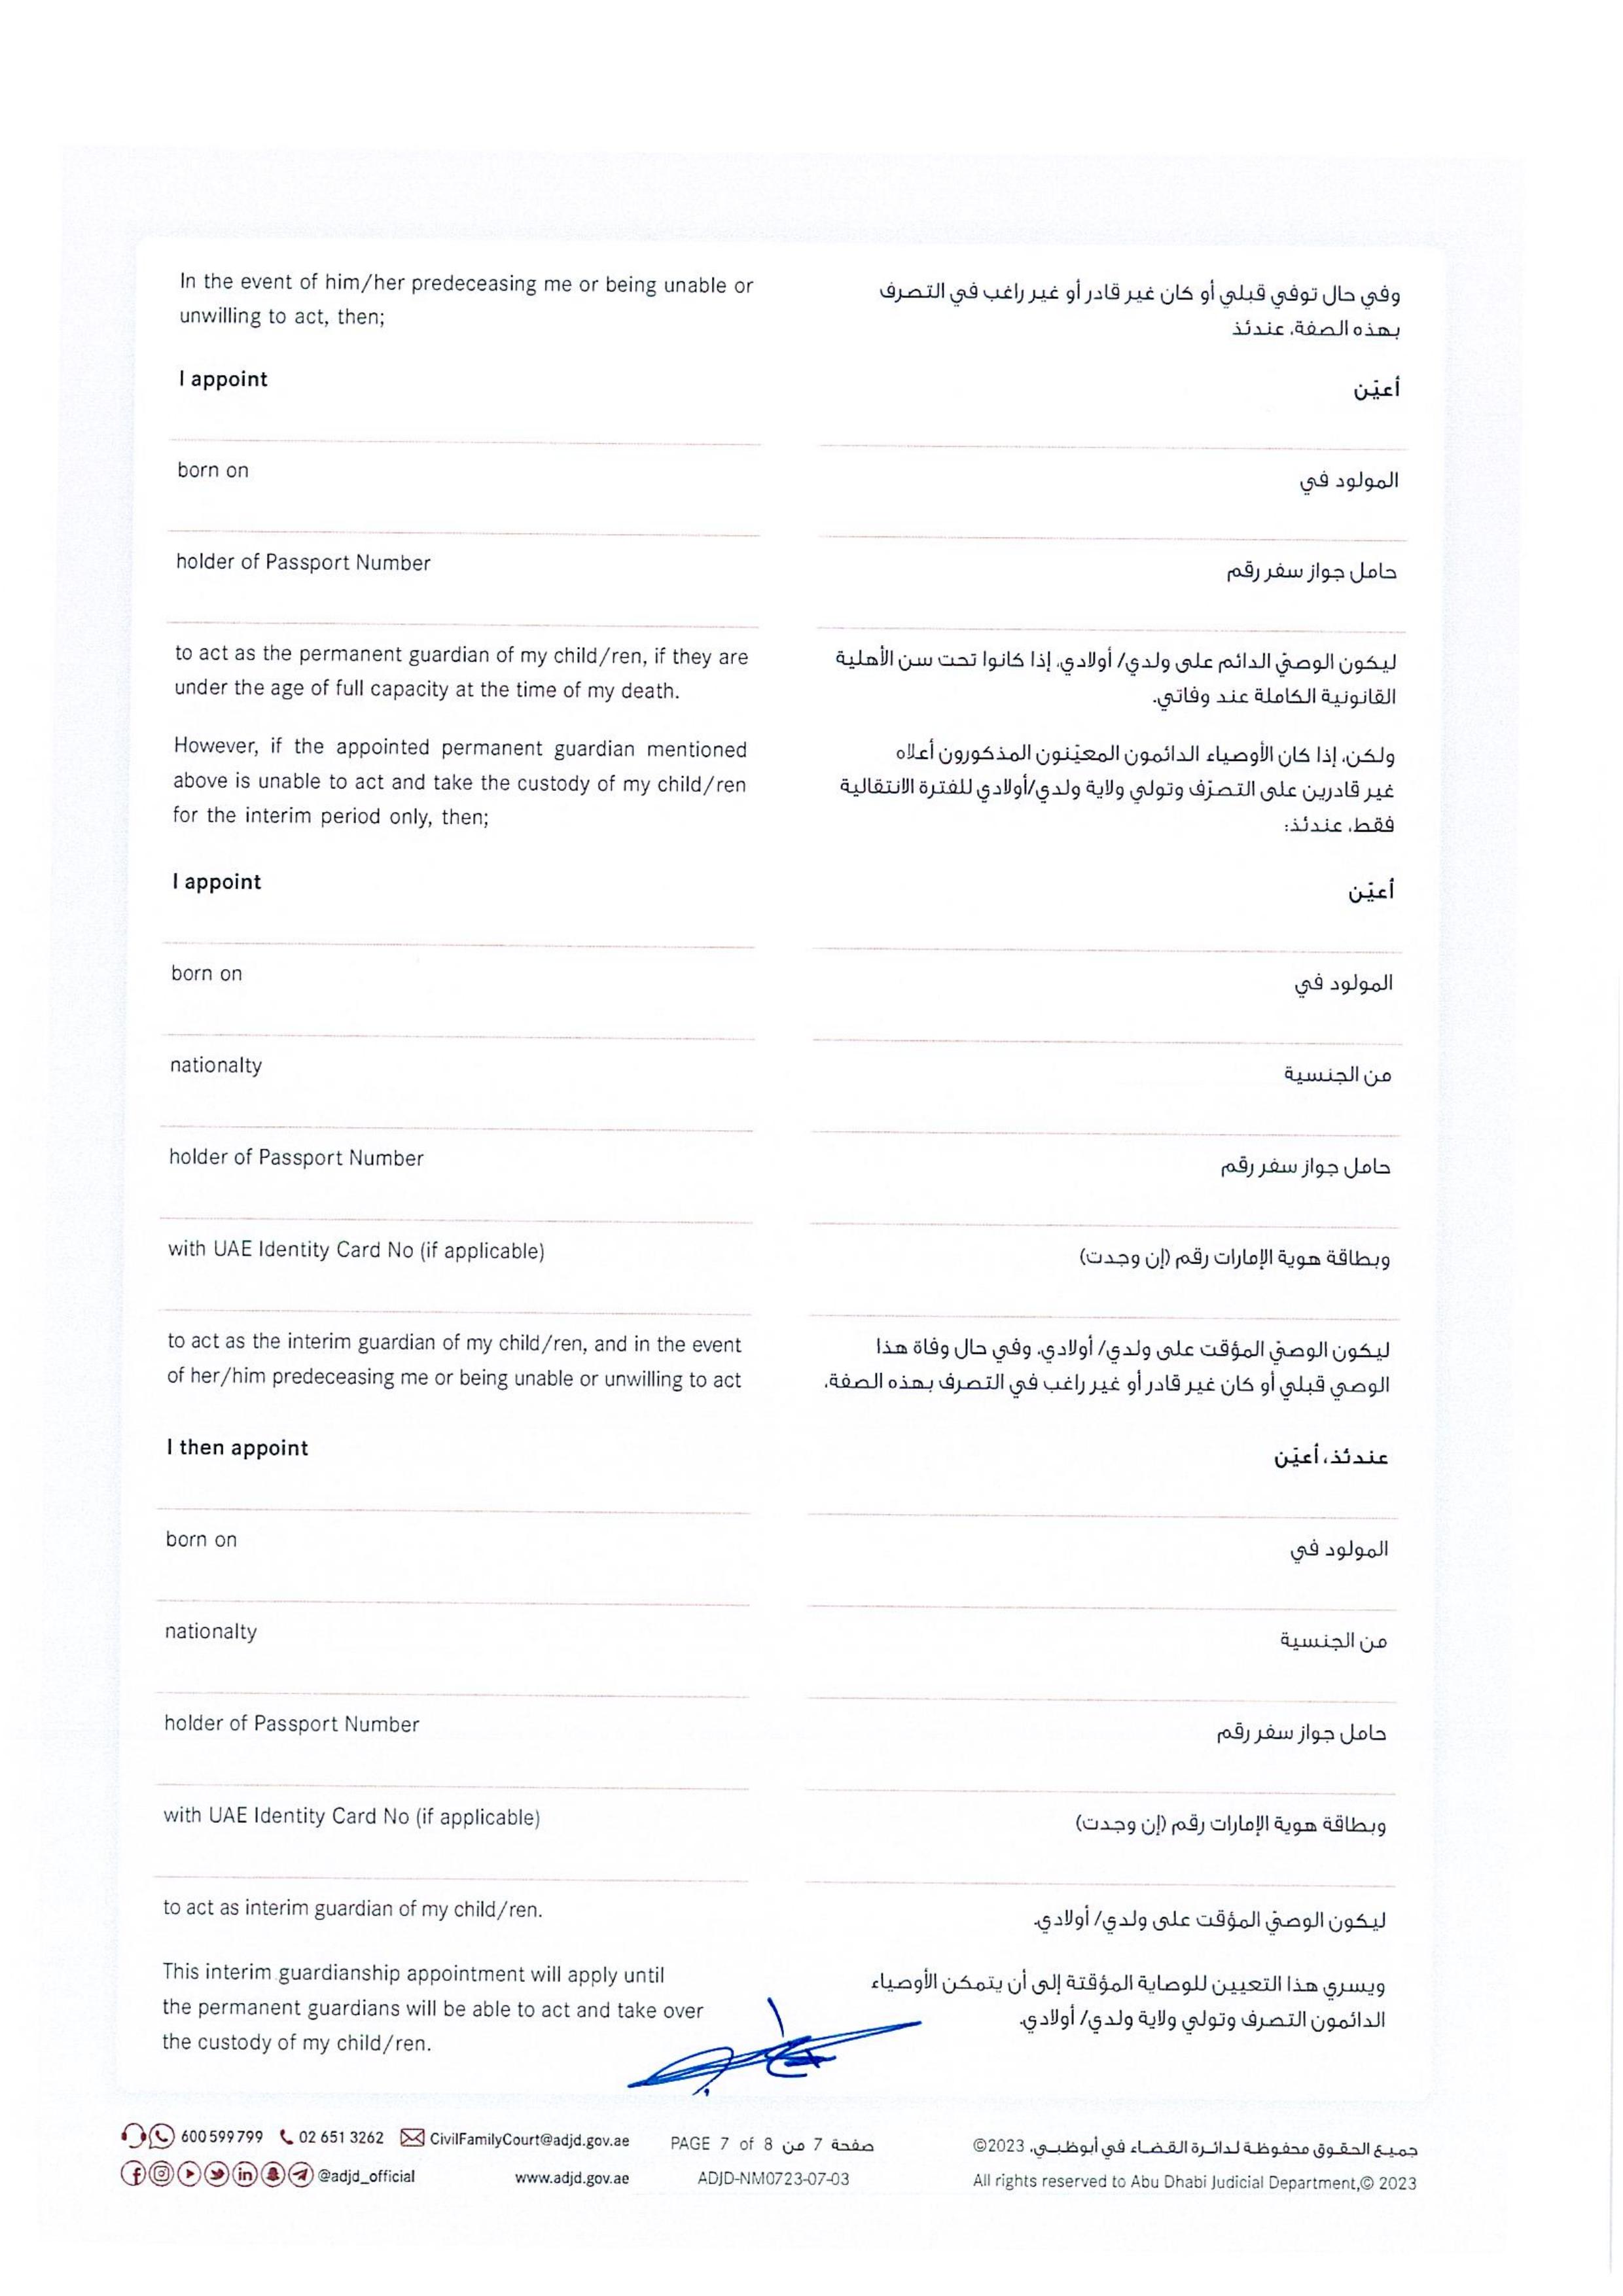 In the event of him/her predeceasing me or being unable or
unwilling to act, then;
وفي حال توفي قبلي أو كان غير قادر أو غير راغب في التصرف
بهذه الصفة، عندئذ
I appoint
أعيّن
born on
المولود في
holder of Passport Number
حامل جواز سفر رقم
to act as the permanent guardian of my child/ren, if they are
under the age of full capacity at the time of my death.
ليكون الوصيّ الدائم على ولدي/ أولادي، إذا كانوا تحت سن الأهلية
القانونية الكاملة عند وفاتي.
However, if the appointed permanent guardian mentioned
above is unable to act and take the custody of my child/ren
for the interim period only, then;
ولكن، إذا كان الأوصياء الدائمون المعيّنون المذكورون أعلاه
غير قادرين على التصرّف وتولي ولاية ولدي/أولادي للفترة الانتقالية
فقط، عندئذ:
I appoint
أعيّن
born on
المولود في
nationalty
من الجنسية
holder of Passport Number
حامل جواز سفر رقم
with UAE Identity Card No (if applicable)
وبطاقة هوية الإمارات رقم (إن وجدت)
to act as the interim guardian of my child/ren, and in the event
of her/him predeceasing me or being unable or unwilling to act
ليكون الوصيّ المؤقت على ولدي/ أولادي. وفي حال وفاة هذا
الوصي قبلي أو كان غير قادر أو غير راغب في التصرف بهذه الصفة،
I then appoint
عندئذ، أعيّن
born on
المولود في
nationalty
من الجنسية
holder of Passport Number
حامل جواز سفر رقم
with UAE Identity Card No (if applicable)
وبطاقة هوية الإمارات رقم (إن وجدت)
to act as interim guardian of my child/ren.
ليكون الوصيّ المؤقت على ولدي/ أولادي.
This interim guardianship appointment will apply until
the permanent guardians will be able to act and take over
the custody of my child/ren.
ويسري هذا التعيين للوصاية المؤقتة إلى أن يتمكن الأوصياء
الدائمون التصرف وتولي ولاية ولدي/ أولادي.
600599799 02 651 3262 CivilFamilyCourt@adjd.gov.ae PAGE 7 of 8 صفحة 7 من جميع الحقوق محفوظة لدائرة القضاء في أبوظبي، 2023©
@adjd_official www.adjd.gov.ae ADJD-NM0723-07-03 All rights reserved to Abu Dhabi Judicial Department,© 2023